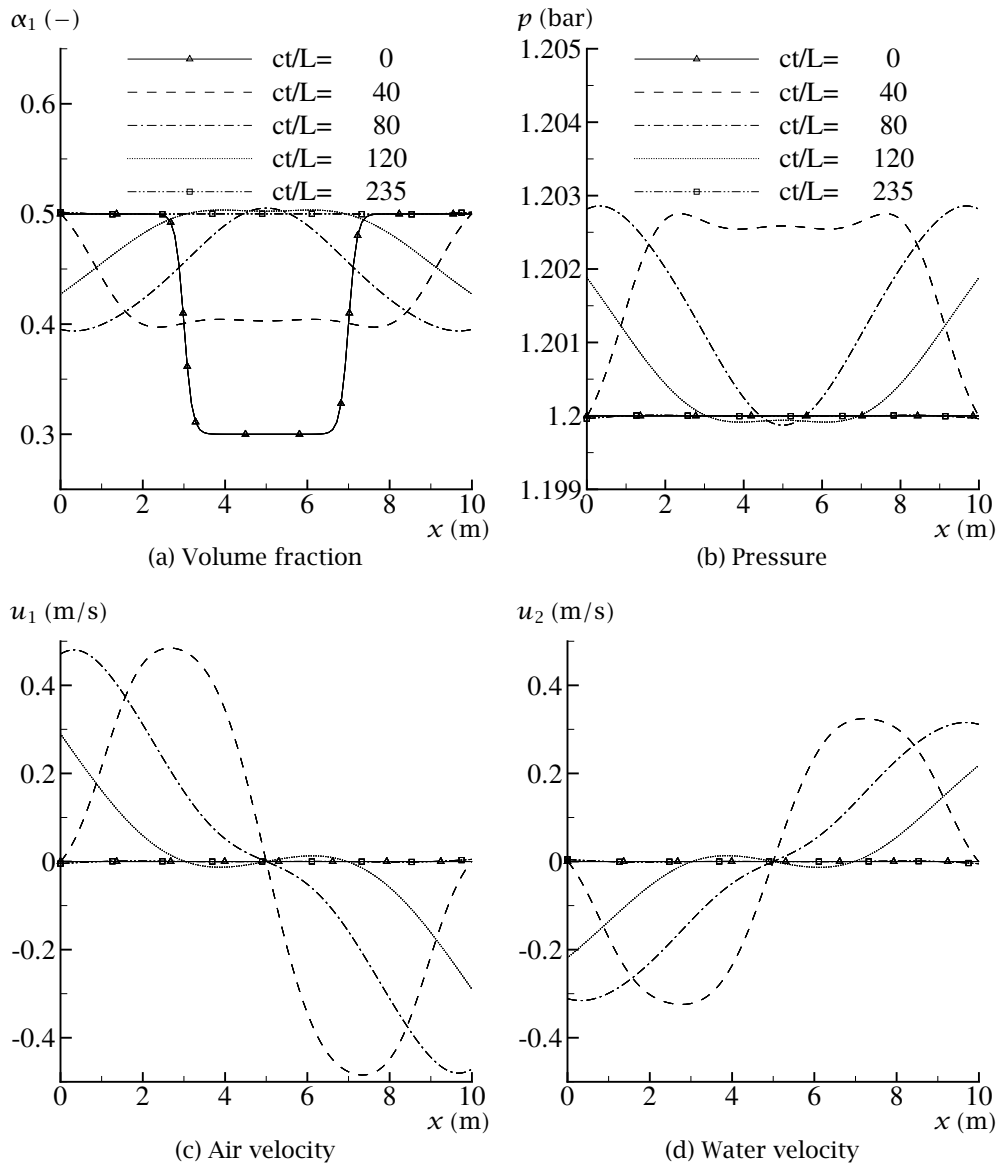 α₁ (−)
0.6
0.5
0.4
0.3
ct/L= 0
ct/L= 40
ct/L= 80
ct/L= 120
ct/L= 235
0 2 4 6 8 10
x (m)
(a) Volume fraction
p (bar)
1.205
1.204
1.203
1.202
1.201
1.2
1.199
ct/L= 0
ct/L= 40
ct/L= 80
ct/L= 120
ct/L= 235
0 2 4 6 8 10
x (m)
(b) Pressure
u₁ (m/s)
0.4
0.2
0
-0.2
-0.4
0 2 4 6 8 10
x (m)
(c) Air velocity
u₂ (m/s)
0.4
0.2
0
-0.2
-0.4
0 2 4 6 8 10
x (m)
(d) Water velocity